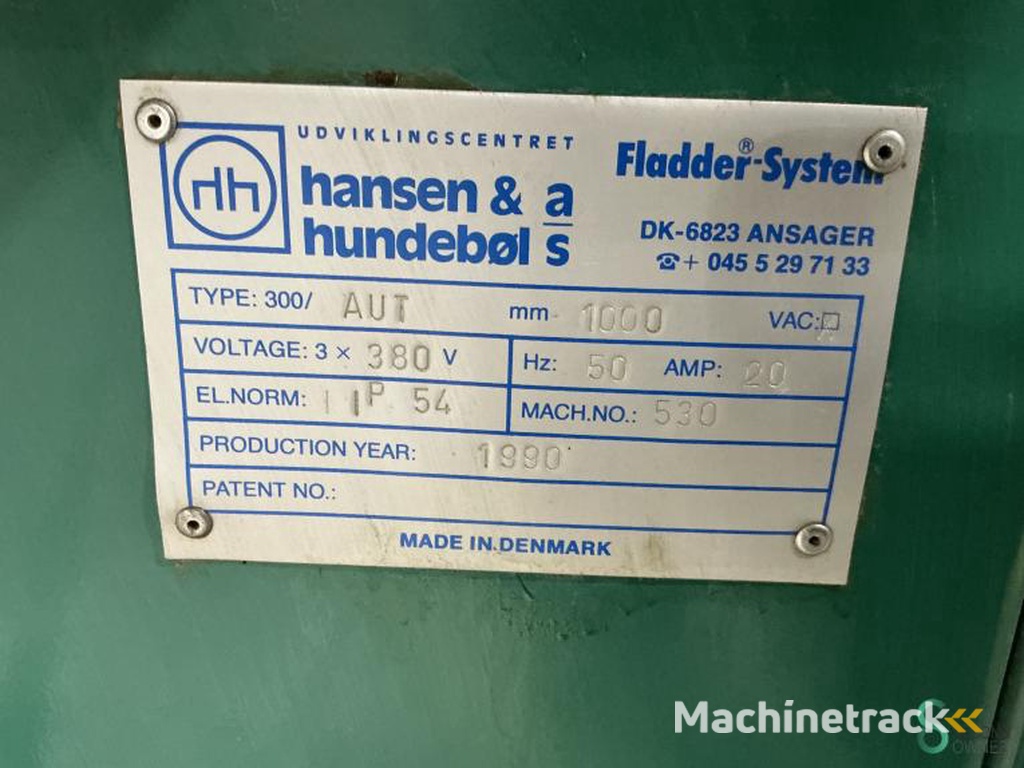 UDVIKLINGSCENTRET
hh
hansen & a/s
hundebøl
Fladder®-System
DK-6823 ANSAGER
☎+ 045 5 29 71 33
TYPE: 300/ AUT mm 1000 VAC:
VOLTAGE: 3 × 380 V Hz: 50 AMP: 20
EL.NORM: IP 54 MACH.NO.: 530
PRODUCTION YEAR: 1990
PATENT NO.:
MADE IN DENMARK
Machinetrack